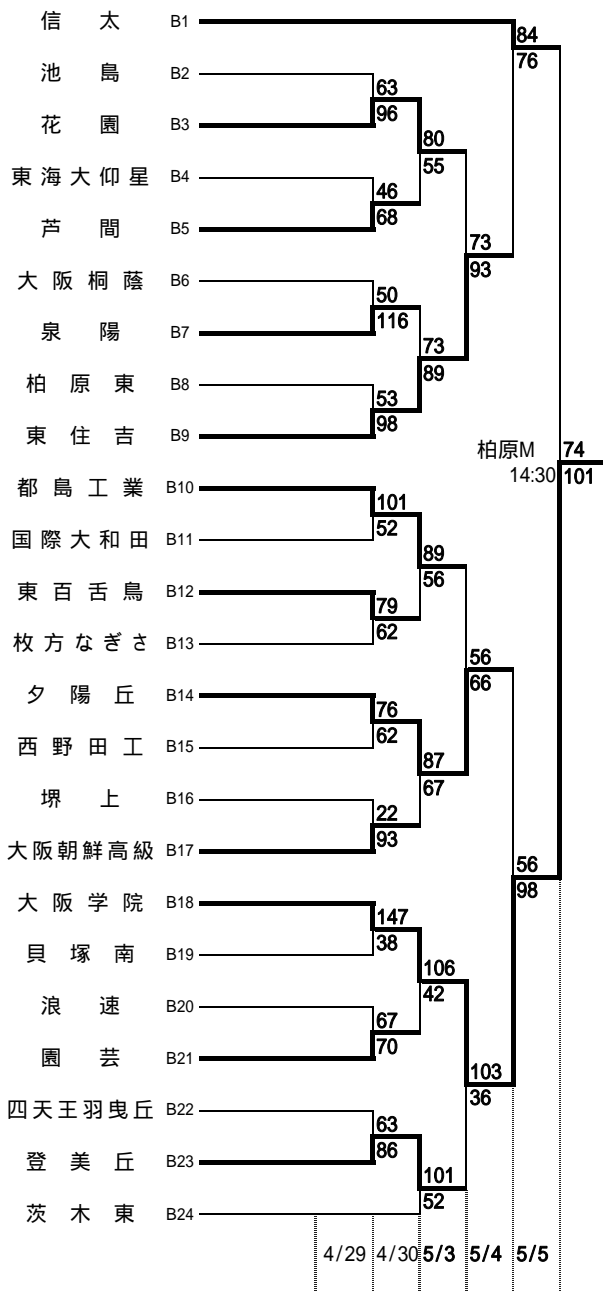 信太 B1
84
76
池島 B2
63
96
花園 B3
80
55
東海大仰星 B4
46
68
芦間 B5
73
93
大阪桐蔭 B6
50
116
泉陽 B7
73
89
柏原東 B8
53
98
東住吉 B9
柏原M 74
14:30 101
都島工業 B10
101
52
国際大和田 B11
89
56
東百舌鳥 B12
79
62
枚方なぎさ B13
56
66
夕陽丘 B14
76
62
西野田工 B15
87
67
堺上 B16
22
93
大阪朝鮮高級 B17
56
98
大阪学院 B18
147
38
貝塚南 B19
106
42
浪速 B20
67
70
園芸 B21
103
36
四天王羽曳丘 B22
63
86
登美丘 B23
101
52
茨木東 B24
4/29 4/30 5/3 5/4 5/5